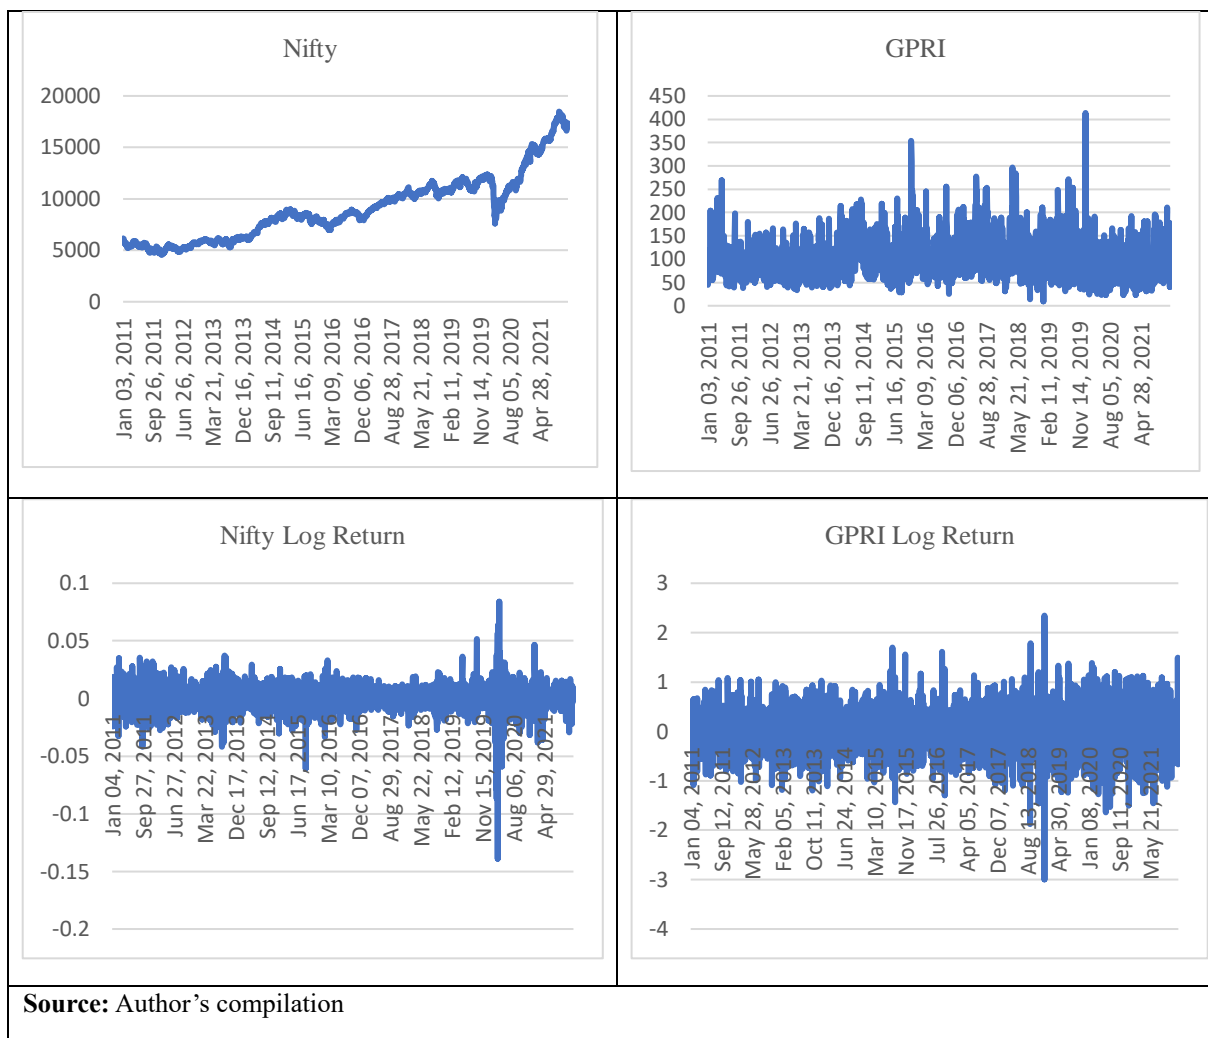 Nifty
20000
15000
10000
5000
0
Jan 03, 2011
Sep 26, 2011
Jun 26, 2012
Mar 21, 2013
Dec 16, 2013
Sep 11, 2014
Jun 16, 2015
Mar 09, 2016
Dec 06, 2016
Aug 28, 2017
May 21, 2018
Feb 11, 2019
Nov 14, 2019
Aug 05, 2020
Apr 28, 2021
GPRI
450
400
350
300
250
200
150
100
50
0
Jan 03, 2011
Sep 26, 2011
Jun 26, 2012
Mar 21, 2013
Dec 16, 2013
Sep 11, 2014
Jun 16, 2015
Mar 09, 2016
Dec 06, 2016
Aug 28, 2017
May 21, 2018
Feb 11, 2019
Nov 14, 2019
Aug 05, 2020
Apr 28, 2021
Nifty Log Return
0.1
0.05
0
-0.05
-0.1
-0.15
-0.2
Jan 04, 2011
Sep 27, 2011
Jun 27, 2012
Mar 22, 2013
Dec 17, 2013
Sep 12, 2014
Jun 17, 2015
Mar 10, 2016
Dec 07, 2016
Aug 29, 2017
May 22, 2018
Feb 12, 2019
Nov 15, 2019
Aug 06, 2020
Apr 29, 2021
GPRI Log Return
3
2
1
0
-1
-2
-3
-4
Jan 04, 2011
Sep 12, 2011
May 28, 2012
Feb 05, 2013
Oct 11, 2013
Jun 24, 2014
Mar 10, 2015
Nov 17, 2015
Jul 26, 2016
Apr 05, 2017
Dec 07, 2017
Aug 13, 2018
Apr 30, 2019
Jan 08, 2020
Sep 11, 2020
May 21, 2021
Source: Author’s compilation